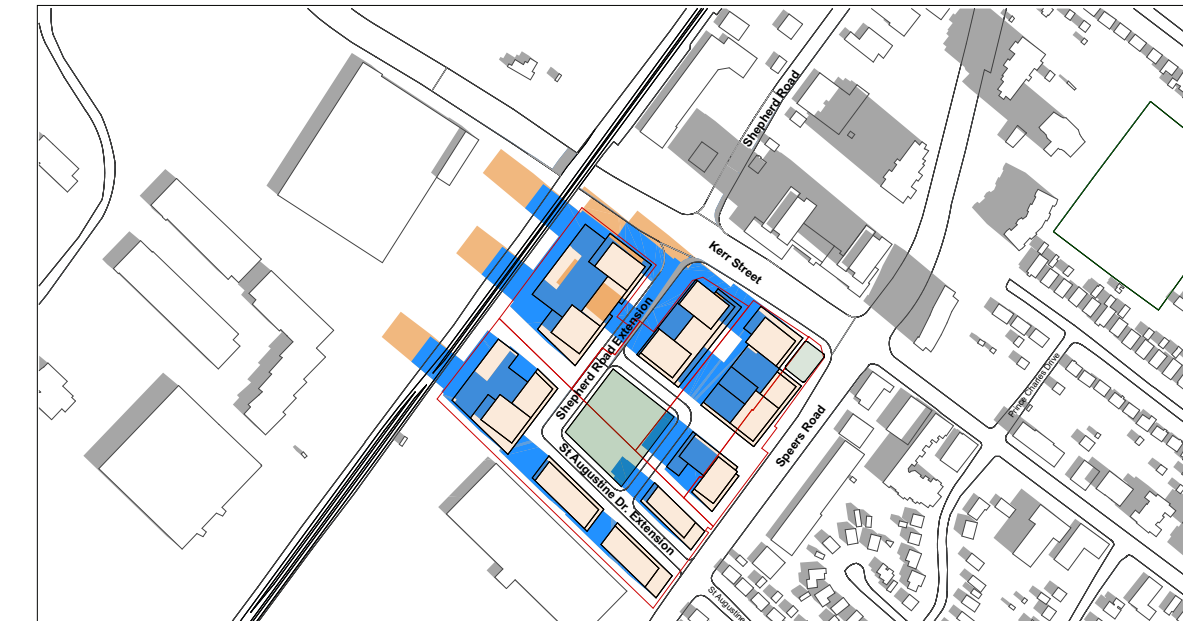 Shepherd Road
Kerr Street
Shepherd Road Extension
Prince Charles Drive
Speers Road
St Augustine Dr. Extension
St Augustine